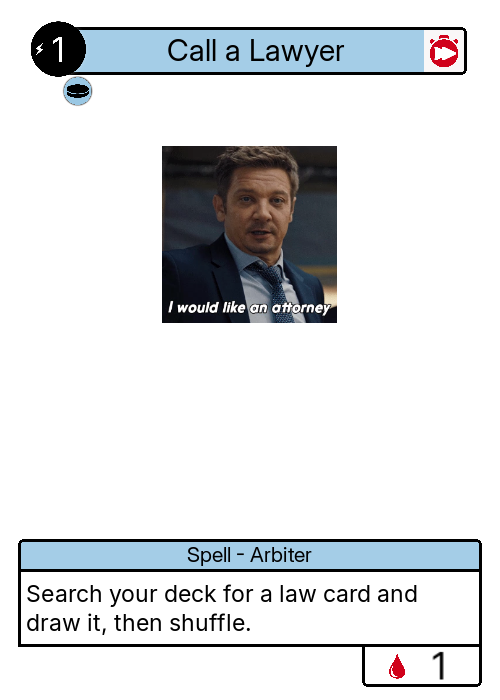 1
Call a Lawyer
I would like an attorney
Spell - Arbiter
Search your deck for a law card and
draw it, then shuffle.
1